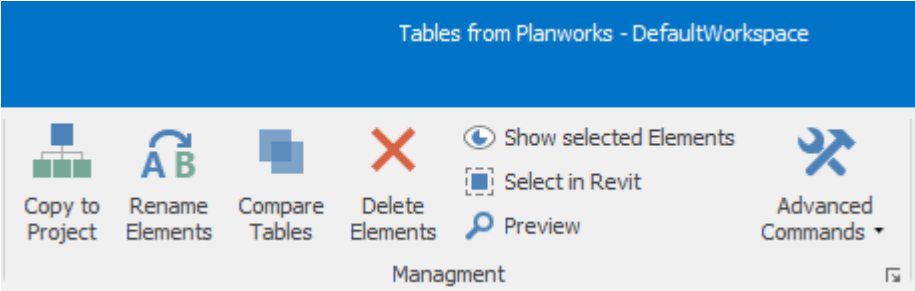 Tables from Planworks - DefaultWorkspace
Copy to
Project
Rename
Elements
Compare
Tables
Delete
Elements
Show selected Elements
Select in Revit
Preview
Advanced
Commands
Managment